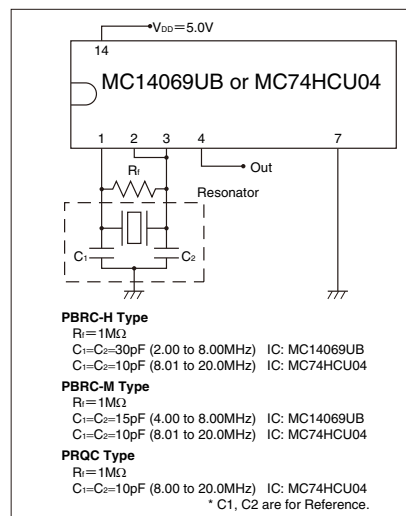 V_DD=5.0V
14
MC14069UB or MC74HCU04
1 2 3 4 7
Rf
Out
Resonator
C1 C2
PBRC-H Type
Rf=1MΩ
C1=C2=30pF (2.00 to 8.00MHz) IC: MC14069UB
C1=C2=10pF (8.01 to 20.0MHz) IC: MC74HCU04
PBRC-M Type
Rf=1MΩ
C1=C2=15pF (4.00 to 8.00MHz) IC: MC14069UB
C1=C2=10pF (8.01 to 20.0MHz) IC: MC74HCU04
PRQC Type
Rf=1MΩ
C1=C2=10pF (8.00 to 20.0MHz) IC: MC74HCU04
* C1, C2 are for Reference.